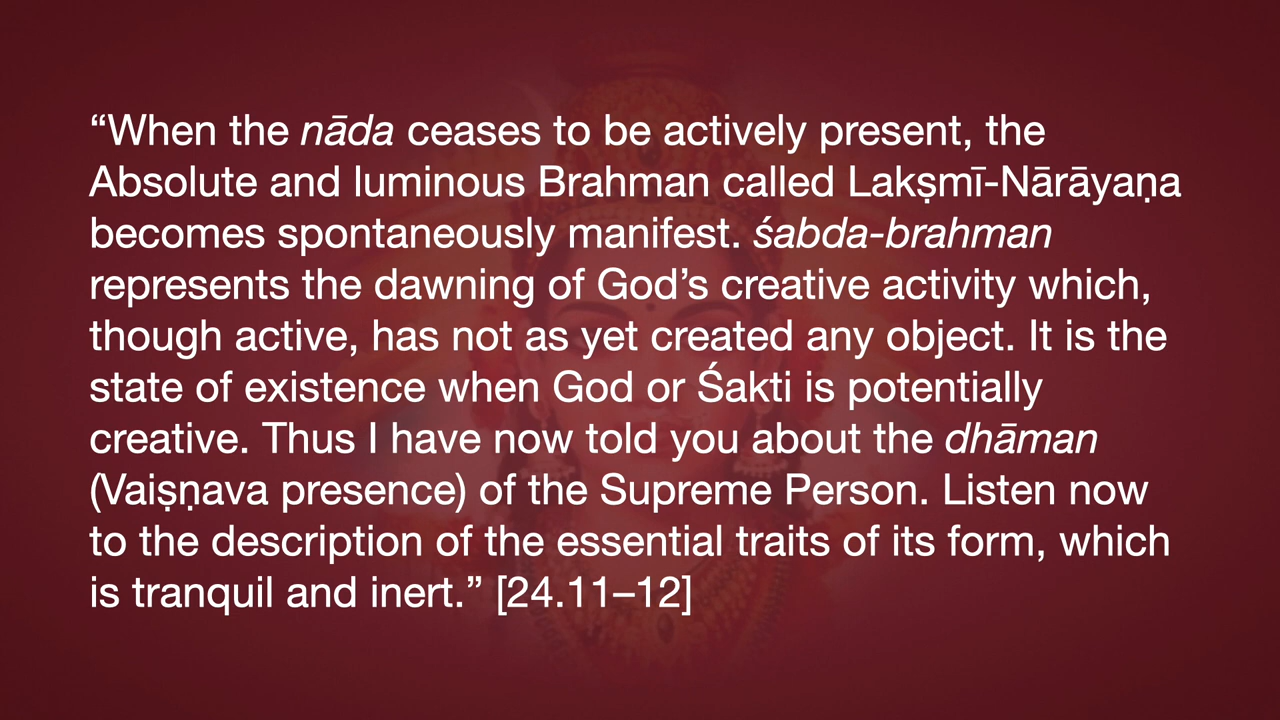 “When the nāda ceases to be actively present, the
Absolute and luminous Brahman called Lakṣmī-Nārāyaṇa
becomes spontaneously manifest. śabda-brahman
represents the dawning of God’s creative activity which,
though active, has not as yet created any object. It is the
state of existence when God or Śakti is potentially
creative. Thus I have now told you about the dhāman
(Vaiṣṇava presence) of the Supreme Person. Listen now
to the description of the essential traits of its form, which
is tranquil and inert.” [24.11–12]